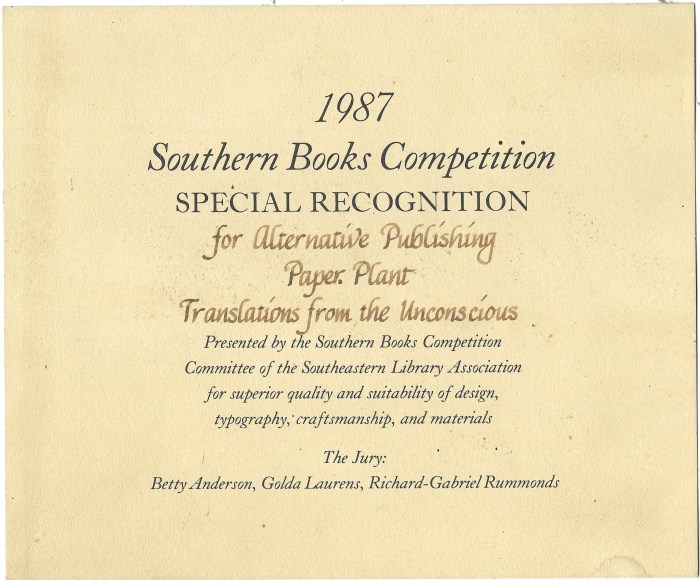 1987
Southern Books Competition
SPECIAL RECOGNITION
for Alternative Publishing
Paper Plant
Translations from the Unconscious
Presented by the Southern Books Competition
Committee of the Southeastern Library Association
for superior quality and suitability of design,
typography, craftsmanship, and materials
The Jury:
Betty Anderson, Golda Laurens, Richard-Gabriel Rummonds